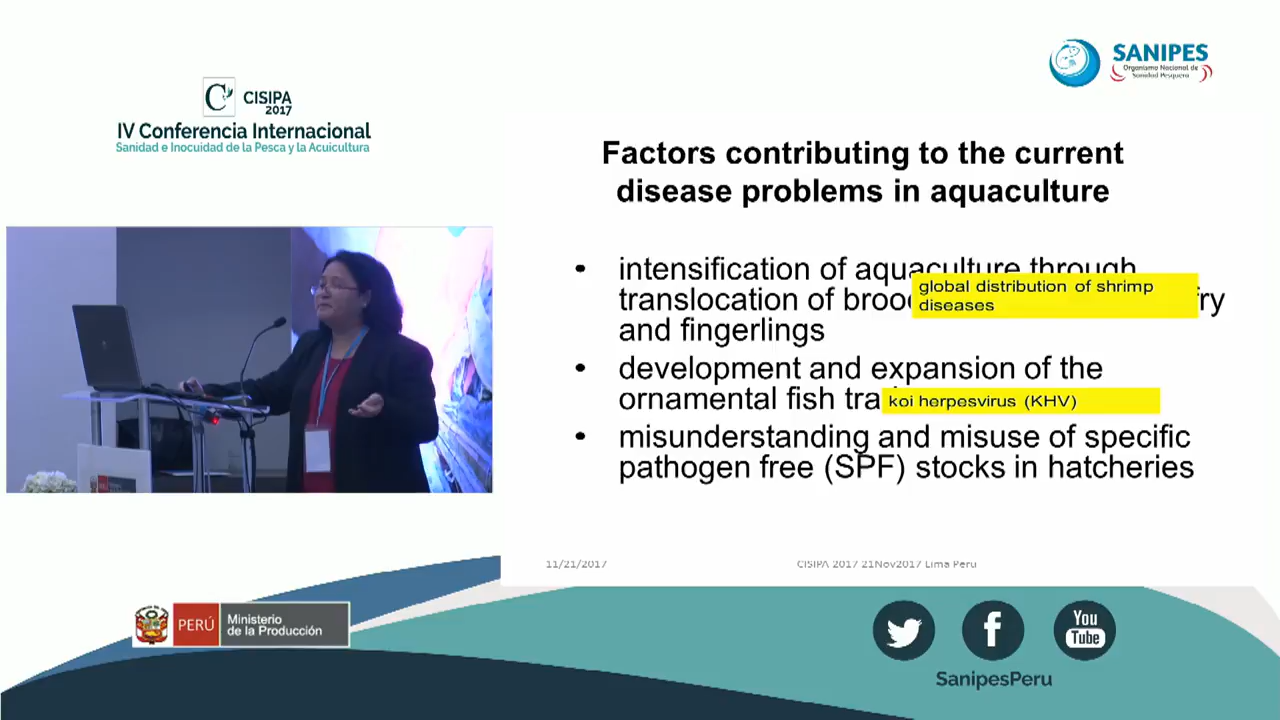 SANIPES
Organismo Nacional de
Sanidad Pesquera
CISIPA
2017
IV Conferencia Internacional
Sanidad e Inocuidad de la Pesca y la Acuicultura
Factors contributing to the current
disease problems in aquaculture
• intensification of aquaculture through
translocation of brood fry
and fingerlings
global distribution of shrimp
diseases
• development and expansion of the
ornamental fish
koi herpesvirus (KHV)
• misunderstanding and misuse of specific
pathogen free (SPF) stocks in hatcheries
11/21/2017
CISIPA 2017 21Nov2017 Lima Peru
PERÚ
Ministerio
de la Producción
You
Tube
SanipesPeru